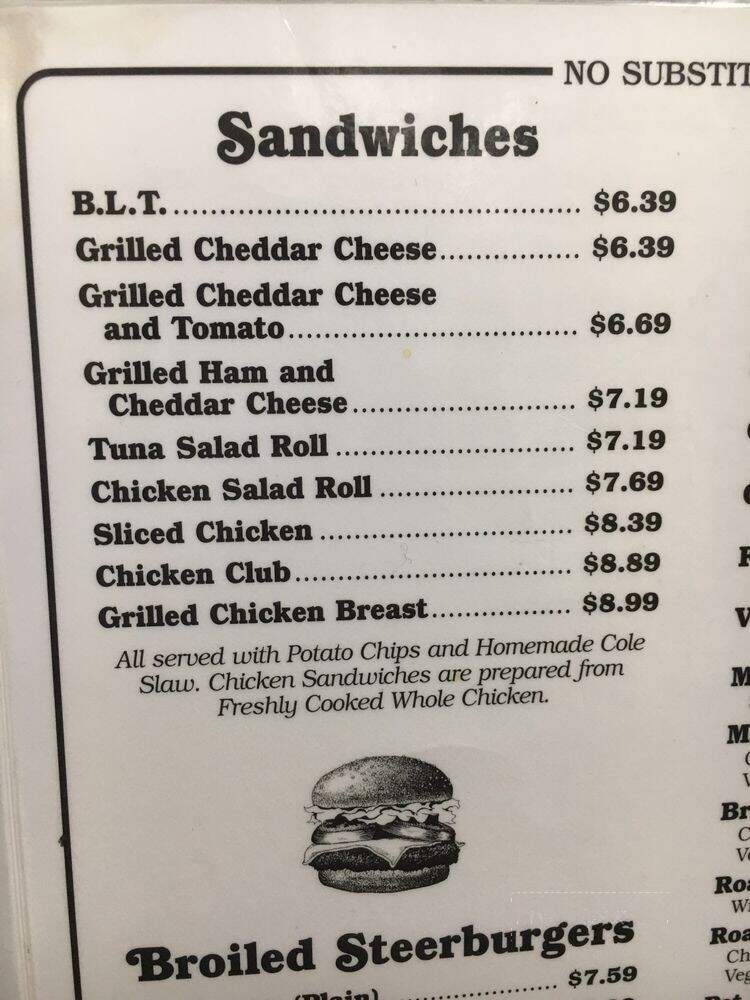 NO SUBSTIT
Sandwiches
B.L.T. .......... $6.39
Grilled Cheddar Cheese .......... $6.39
Grilled Cheddar Cheese
and Tomato .......... $6.69
Grilled Ham and
Cheddar Cheese .......... $7.19
Tuna Salad Roll .......... $7.19
Chicken Salad Roll .......... $7.69
Sliced Chicken .......... $8.39
Chicken Club .......... $8.89
Grilled Chicken Breast .......... $8.99
All served with Potato Chips and Homemade Cole
Slaw. Chicken Sandwiches are prepared from
Freshly Cooked Whole Chicken.
Broiled Steerburgers
(Plain) .......... $7.59